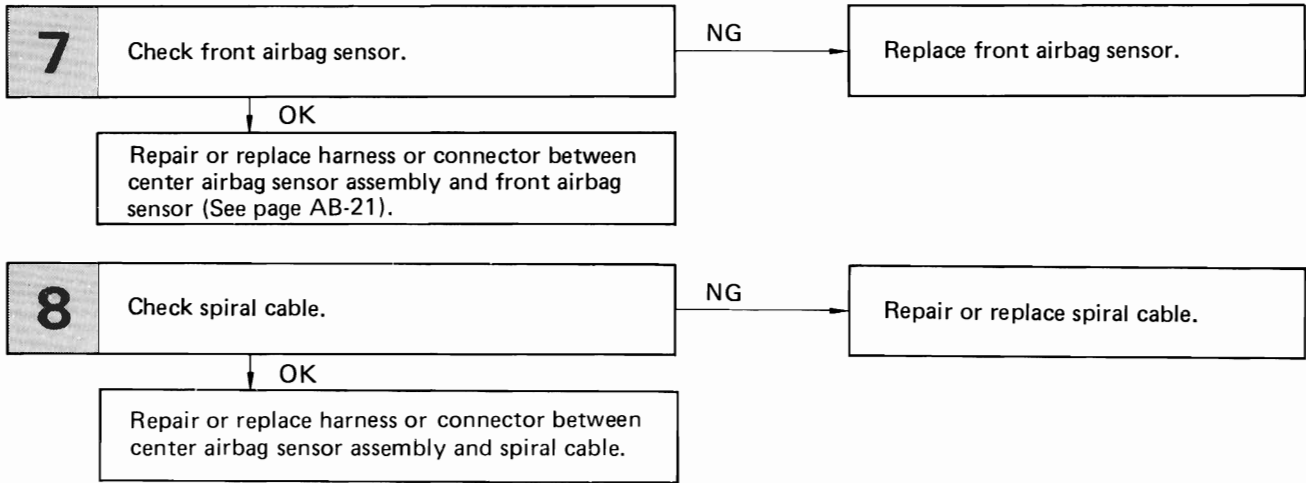 7
Check front airbag sensor.
NG
Replace front airbag sensor.
OK
Repair or replace harness or connector between
center airbag sensor assembly and front airbag
sensor (See page AB-21).
8
Check spiral cable.
NG
Repair or replace spiral cable.
OK
Repair or replace harness or connector between
center airbag sensor assembly and spiral cable.